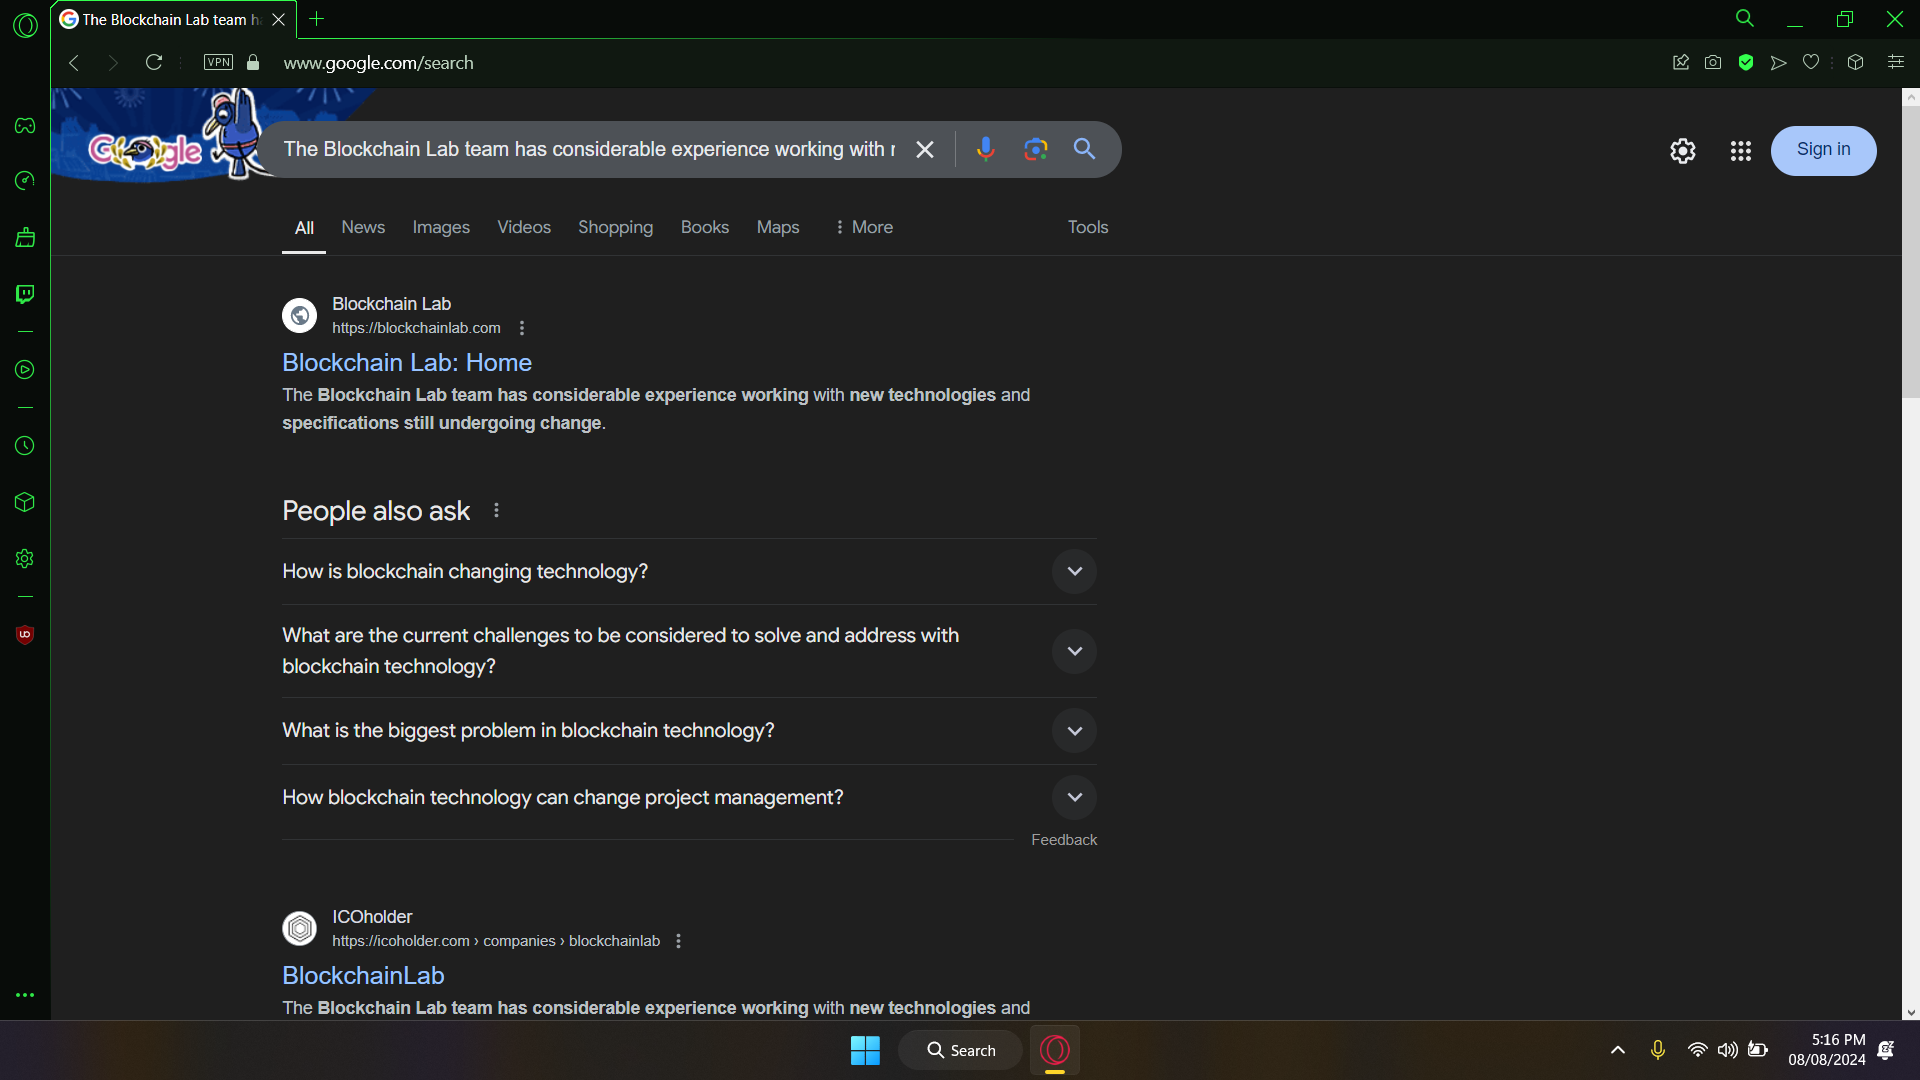 The Blockchain Lab team h
VPN
www.google.com/search
Google
The Blockchain Lab team has considerable experience working with
Sign in
All
News
Images
Videos
Shopping
Books
Maps
More
Tools
Blockchain Lab
https://blockchainlab.com
Blockchain Lab: Home
The Blockchain Lab team has considerable experience working with new technologies and
specifications still undergoing change.
People also ask
How is blockchain changing technology?
What are the current challenges to be considered to solve and address with
blockchain technology?
What is the biggest problem in blockchain technology?
How blockchain technology can change project management?
Feedback
ICOholder
https://icoholder.com › companies › blockchainlab
BlockchainLab
The Blockchain Lab team has considerable experience working with new technologies and
Search
5:16 PM
08/08/2024